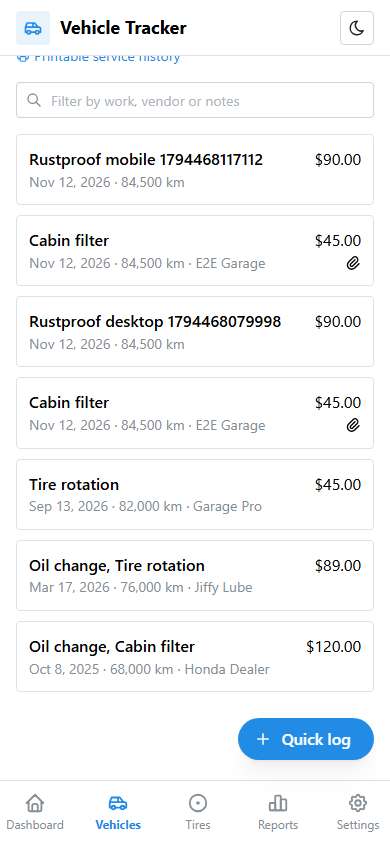 Vehicle Tracker
Printable service history
Filter by work, vendor or notes
Rustproof mobile 1794468117112 $90.00
Nov 12, 2026 · 84,500 km
Cabin filter $45.00
Nov 12, 2026 · 84,500 km · E2E Garage
Rustproof desktop 1794468079998 $90.00
Nov 12, 2026 · 84,500 km
Cabin filter $45.00
Nov 12, 2026 · 84,500 km · E2E Garage
Tire rotation $45.00
Sep 13, 2026 · 82,000 km · Garage Pro
Oil change, Tire rotation $89.00
Mar 17, 2026 · 76,000 km · Jiffy Lube
Oil change, Cabin filter $120.00
Oct 8, 2025 · 68,000 km · Honda Dealer
+ Quick log
Dashboard Vehicles Tires Reports Settings